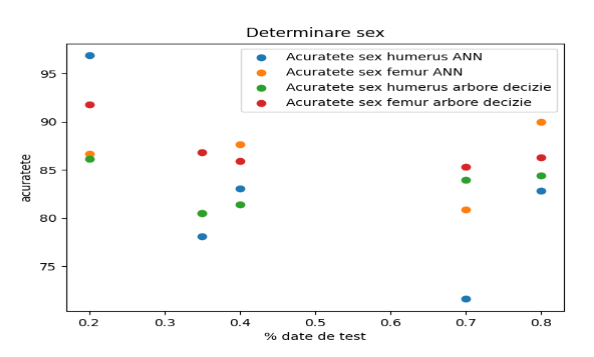 Determinare sex
Acuratete sex humerus ANN
Acuratete sex femur ANN
Acuratete sex humerus arbore decizie
Acuratete sex femur arbore decizie
acuratete
95
90
85
80
75
0.2 0.3 0.4 0.5 0.6 0.7 0.8
% date de test